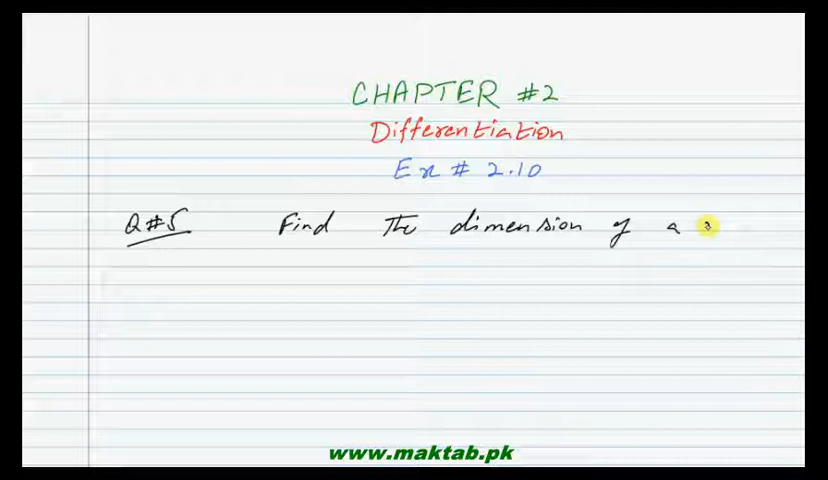 CHAPTER #2
Differentiation
Ex # 2.10
Q#5 Find The dimension of a
www.maktab.pk